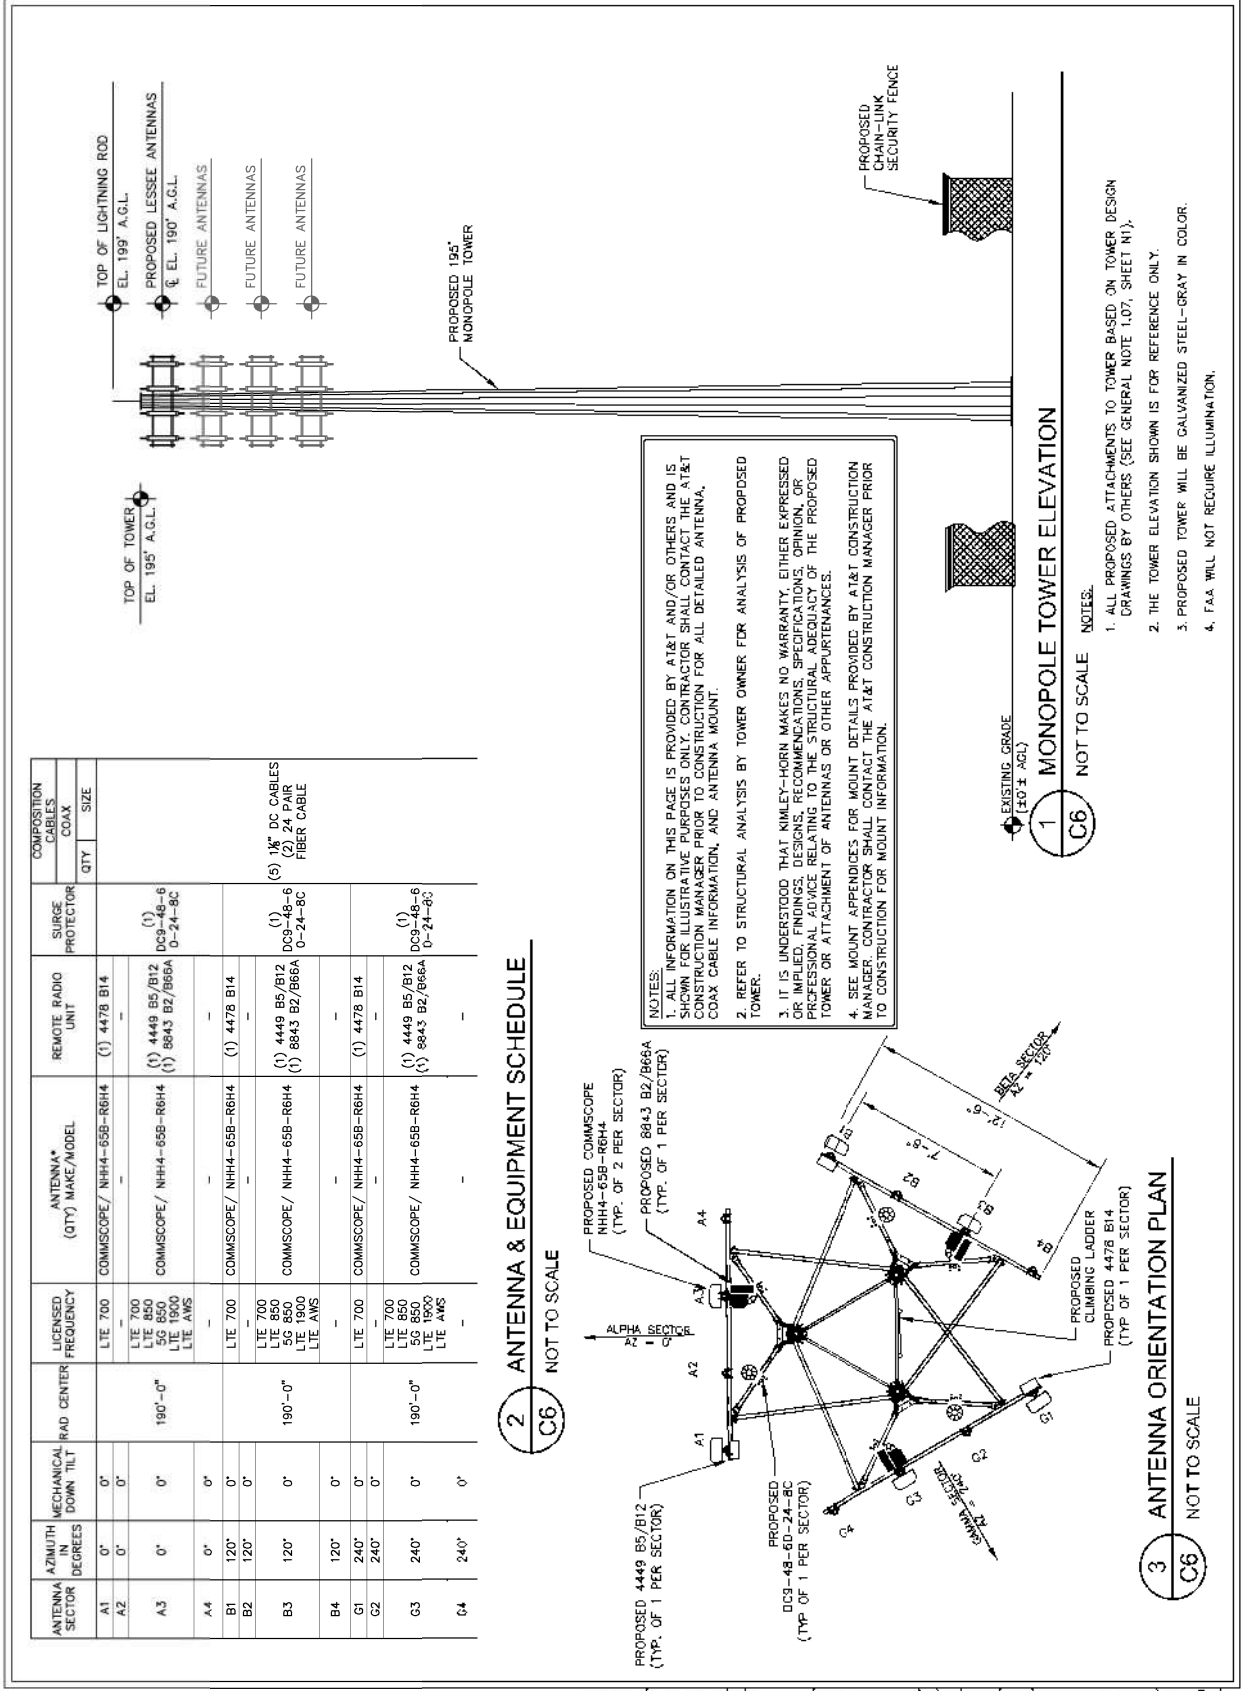 ANTENNA SECTOR | AZIMUTH IN DEGREES | MECHANICAL DOWN TILT | RAD CENTER | LICENSED FREQUENCY | ANTENNA* (QTY) MAKE/MODEL | REMOTE RADIO UNIT | SURGE PROTECTOR | COMPOSITION CABLES COAX QTY SIZE
A1 0° 0° LTE 700 COMMSCOPE/ NHH4-65B-R6H4 (1) 4478 B14
A2 0° 0° - - -
A3 0° 0° 190'-0" LTE 700 LTE 850 5G 850 LTE 1900 LTE AWS COMMSCOPE/ NHH4-65B-R6H4 (1) 4449 B5/B12 (1) 8843 B2/B66A (1) DC9-48-6 0-24-8C
A4 0° 0° - - -
B1 120° 0° LTE 700 COMMSCOPE/ NHH4-65B-R6H4 (1) 4478 B14
B2 120° 0° - - -
B3 120° 0° 190'-0" LTE 700 LTE 850 5G 850 LTE 1900 LTE AWS COMMSCOPE/ NHH4-65B-R6H4 (1) 4449 B5/B12 (1) 8843 B2/B66A (1) DC9-48-6 0-24-8C (5) DC CABLES (2) 24 PAIR FIBER CABLE
B4 120° 0° - - -
G1 240° 0° LTE 700 COMMSCOPE/ NHH4-65B-R6H4 (1) 4478 B14
G2 240° 0° - - -
G3 240° 0° 190'-0" LTE 700 LTE 850 5G 850 LTE 1900 LTE AWS COMMSCOPE/ NHH4-65B-R6H4 (1) 4449 B5/B12 (1) 8843 B2/B66A (1) DC9-48-6 0-24-8C
G4 240° 0° - - -
2
C6
ANTENNA & EQUIPMENT SCHEDULE
NOT TO SCALE
TOP OF TOWER
EL. 195' A.G.L.
TOP OF LIGHTNING ROD
EL. 199' A.G.L.
PROPOSED LESSEE ANTENNAS
℄ EL. 190' A.G.L.
FUTURE ANTENNAS
FUTURE ANTENNAS
FUTURE ANTENNAS
PROPOSED 195'
MONOPOLE TOWER
PROPOSED
CHAIN-LINK
SECURITY FENCE
EXISTING GRADE
(±0'± AGL)
1
C6
MONOPOLE TOWER ELEVATION
NOT TO SCALE
NOTES:
1. ALL PROPOSED ATTACHMENTS TO TOWER BASED ON TOWER DESIGN
DRAWINGS BY OTHERS (SEE GENERAL NOTE 1.07, SHEET N1).
2. THE TOWER ELEVATION SHOWN IS FOR REFERENCE ONLY.
3. PROPOSED TOWER WILL BE GALVANIZED STEEL-GRAY IN COLOR.
4. FAA WILL NOT REQUIRE ILLUMINATION.
NOTES:
1. ALL INFORMATION ON THIS PAGE IS PROVIDED BY AT&T AND/OR OTHERS AND IS
SHOWN FOR ILLUSTRATIVE PURPOSES ONLY. CONTRACTOR SHALL CONTACT THE AT&T
CONSTRUCTION MANAGER PRIOR TO CONSTRUCTION FOR ALL DETAILED ANTENNA,
COAX CABLE INFORMATION, AND ANTENNA MOUNT.
2. REFER TO STRUCTURAL ANALYSIS BY TOWER OWNER FOR ANALYSIS OF PROPOSED
TOWER.
3. IT IS UNDERSTOOD THAT KIMLEY-HORN MAKES NO WARRANTY, EITHER EXPRESSED
OR IMPLIED, FINDINGS, DESIGNS, RECOMMENDATIONS, SPECIFICATIONS, OPINION, OR
PROFESSIONAL ADVICE RELATING TO THE STRUCTURAL ADEQUACY OF THE PROPOSED
TOWER OR ATTACHMENT OF ANTENNAS OR OTHER APPURTENANCES.
4. SEE MOUNT APPENDICES FOR MOUNT DETAILS PROVIDED BY AT&T CONSTRUCTION
MANAGER. CONTRACTOR SHALL CONTACT THE AT&T CONSTRUCTION MANAGER PRIOR
TO CONSTRUCTION FOR MOUNT INFORMATION.
PROPOSED COMMSCOPE
NHH4-65B-R6H4
(TYP. OF 2 PER SECTOR)
PROPOSED 8843 B2/B66A
(TYP. OF 1 PER SECTOR)
ALPHA SECTOR
AZ = 0°
A1
A2
A3
A4
PROPOSED 4449 B5/B12
(TYP. OF 1 PER SECTOR)
PROPOSED
DC9-48-60-24-8C
(TYP OF 1 PER SECTOR)
BETA SECTOR
AZ = 120°
B1
B2
B3
B4
7'-8"
12'-6"
GAMMA SECTOR
AZ = 240°
G1
G2
G3
G4
PROPOSED
CLIMBING LADDER
PROPOSED 4478 B14
(TYP OF 1 PER SECTOR)
3
C6
ANTENNA ORIENTATION PLAN
NOT TO SCALE